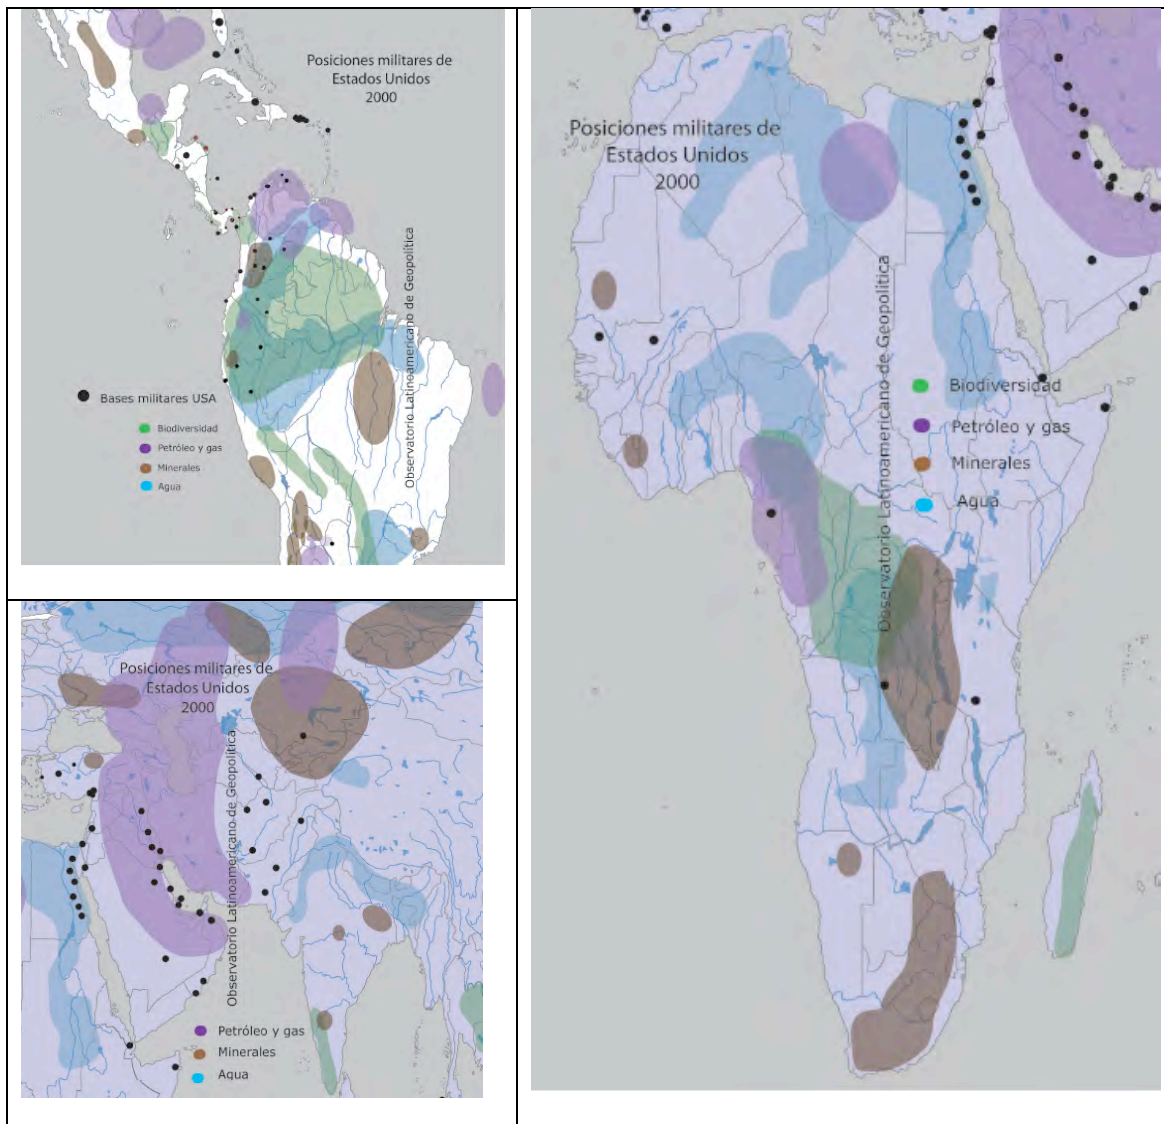 Posiciones militares de
Estados Unidos
2000
Observatorio Latinoamericano de Geopolítica
Bases militares USA
Biodiversidad
Petróleo y gas
Minerales
Agua
Posiciones militares de
Estados Unidos
2000
Observatorio Latinoamericano de Geopolítica
Petróleo y gas
Minerales
Agua
Posiciones militares de
Estados Unidos
2000
Observatorio Latinoamericano de Geopolítica
Biodiversidad
Petróleo y gas
Minerales
Agua